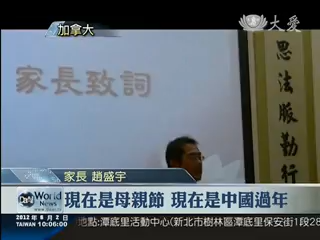 加拿大
大愛
家長致詞
思法脈勤行
家長 趙盛宇
現在是母親節 現在是中國過年
DaAi World News
2012年8月2日
TAIWAN 10:06:00
地點:潭底里活動中心(新北市樹林區潭底里保安街1段28